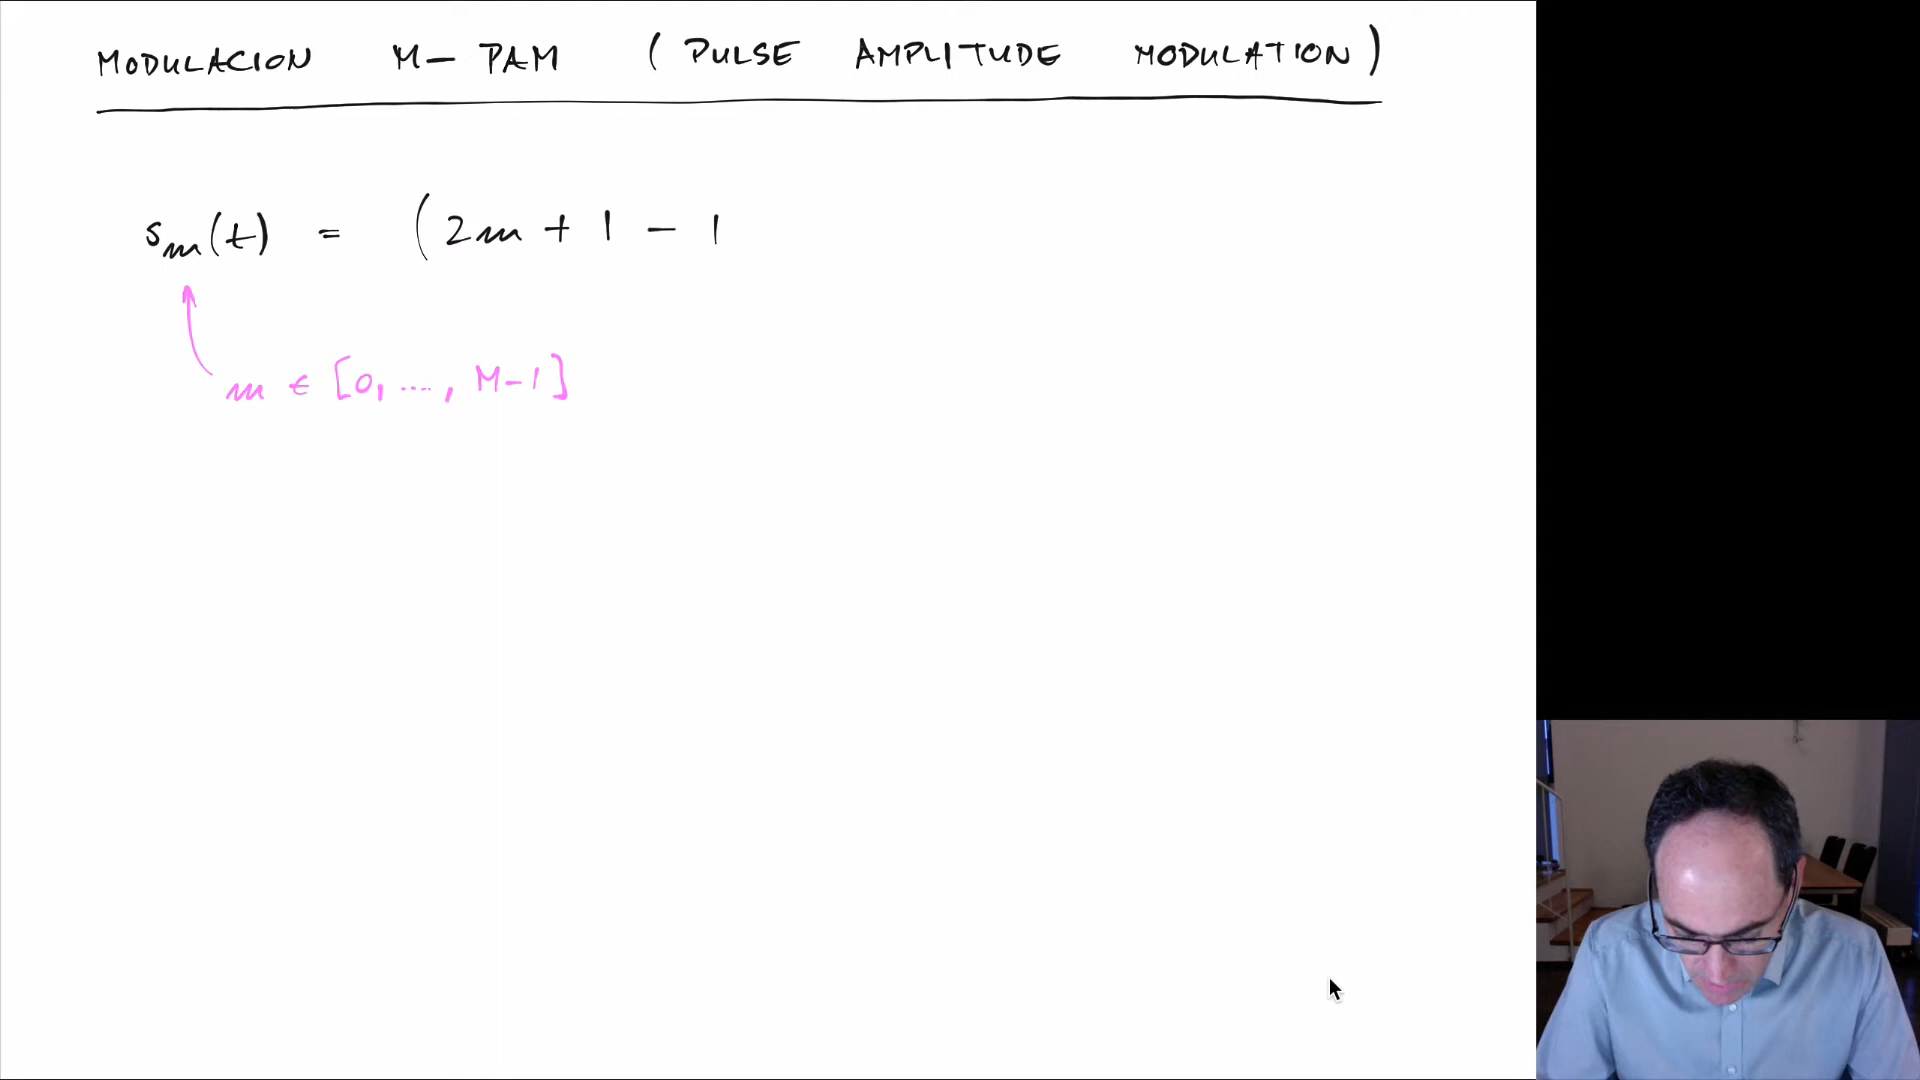 MODULACION M-PAM (PULSE AMPLITUDE MODULATION)
s_m(t) = (2m + 1 - 1
m ∈ [0, ...., M-1]